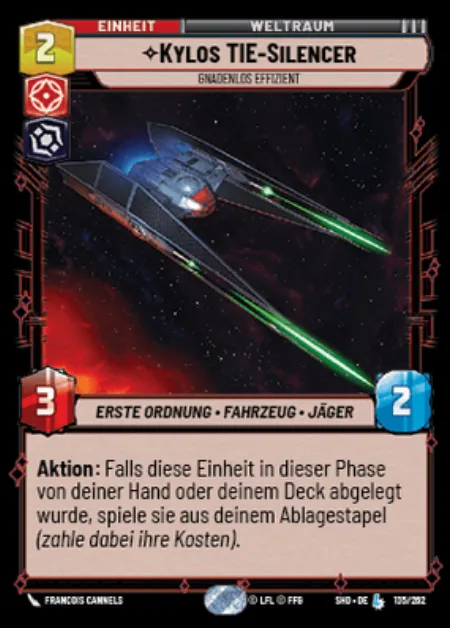 EINHEIT WELTRAUM
2 KYLOS TIE-SILENCER
GNADENLOS EFFIZIENT
3 ERSTE ORDNUNG • FAHRZEUG • JÄGER 2
Aktion: Falls diese Einheit in dieser Phase
von deiner Hand oder deinem Deck abgelegt
wurde, spiele sie aus deinem Ablagestapel
(zahle dabei ihre Kosten).
FRANCOIS CANNELS © LFL © FFG SHD • DE L 135/262